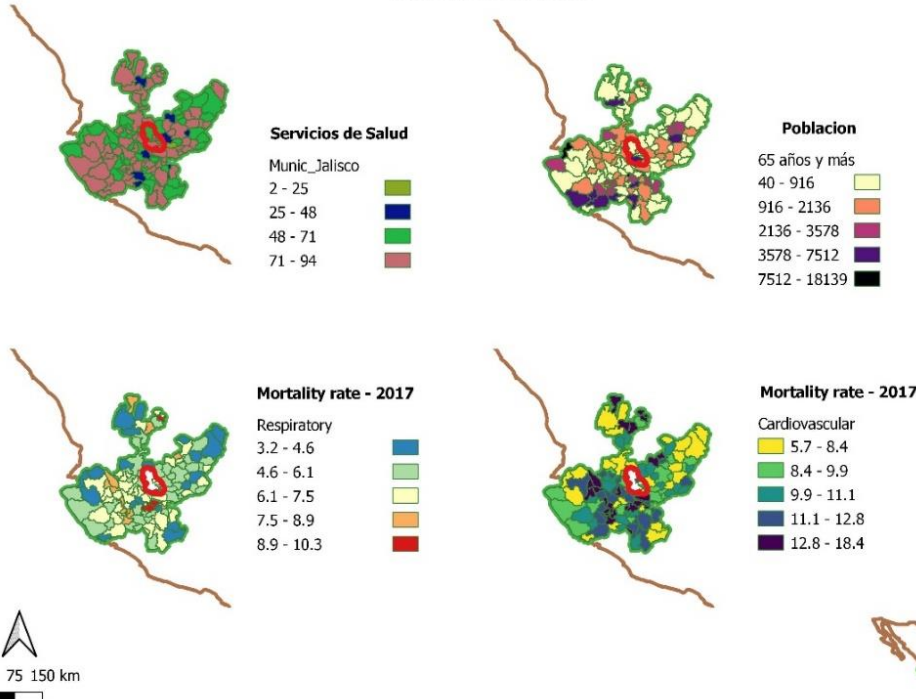 Servicios de Salud
Munic_Jalisco
2 - 25
25 - 48
48 - 71
71 - 94
Poblacion
65 años y más
40 - 916
916 - 2136
2136 - 3578
3578 - 7512
7512 - 18139
Mortality rate - 2017
Respiratory
3.2 - 4.6
4.6 - 6.1
6.1 - 7.5
7.5 - 8.9
8.9 - 10.3
Mortality rate - 2017
Cardiovascular
5.7 - 8.4
8.4 - 9.9
9.9 - 11.1
11.1 - 12.8
12.8 - 18.4
75 150 km